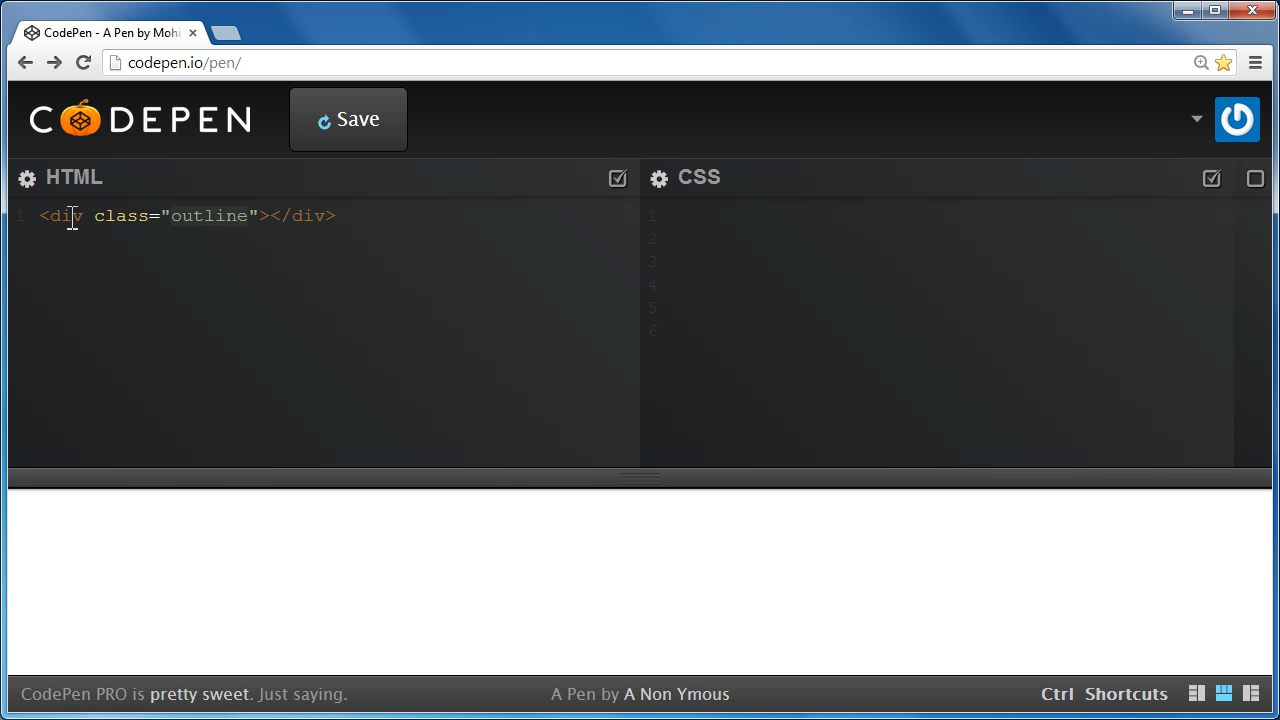 CodePen - A Pen by Mohi
codepen.io/pen/
CODEPEN
Save
HTML
CSS
1 <div class="outline"></div>
1
2
3
4
5
6
CodePen PRO is pretty sweet. Just saying.
A Pen by A Non Ymous
Ctrl Shortcuts